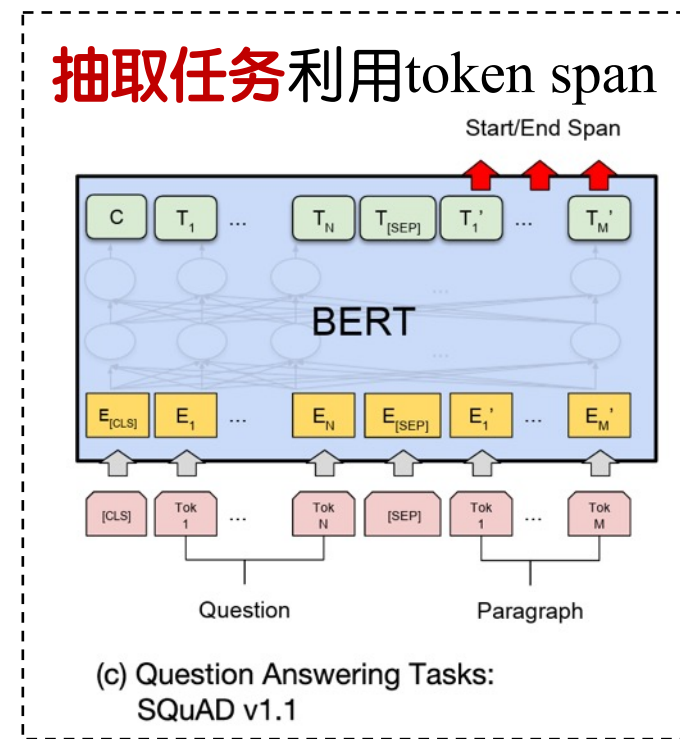 抽取任务利用token span
Start/End Span
C T1 ... TN T[SEP] T1' ... TM'
...
BERT
...
E[CLS] E1 ... EN E[SEP] E1' ... EM'
[CLS] Tok 1 ... Tok N [SEP] Tok 1 ... Tok M
Question Paragraph
(c) Question Answering Tasks:
SQuAD v1.1